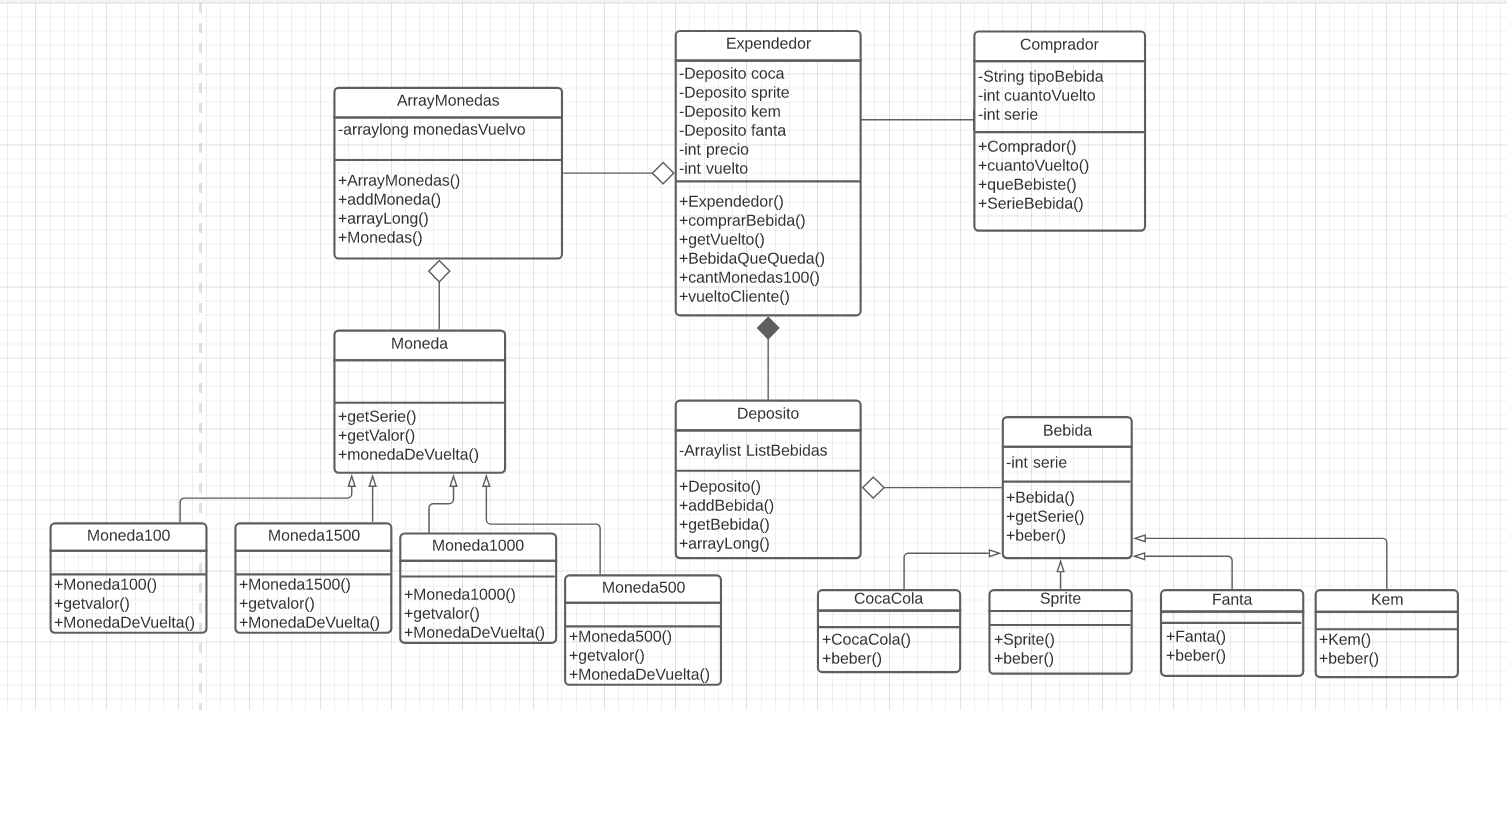 Expendedor
-Deposito coca
-Deposito sprite
-Deposito kem
-Deposito fanta
-int precio
-int vuelto
+Expendedor()
+comprarBebida()
+getVuelto()
+BebidaQueQueda()
+cantMonedas100()
+vueltoCliente()
Comprador
-String tipoBebida
-int cuantoVuelto
-int serie
+Comprador()
+cuantoVuelto()
+queBebiste()
+SerieBebida()
ArrayMonedas
-arraylong monedasVuelvo
+ArrayMonedas()
+addMoneda()
+arrayLong()
+Monedas()
Moneda
+getSerie()
+getValor()
+monedaDeVuelta()
Deposito
-Arraylist ListBebidas
+Deposito()
+addBebida()
+getBebida()
+arrayLong()
Bebida
-int serie
+Bebida()
+getSerie()
+beber()
Moneda100
+Moneda100()
+getvalor()
+MonedaDeVuelta()
Moneda1500
+Moneda1500()
+getvalor()
+MonedaDeVuelta()
Moneda1000
+Moneda1000()
+getvalor()
+MonedaDeVuelta()
Moneda500
+Moneda500()
+getvalor()
+MonedaDeVuelta()
CocaCola
+CocaCola()
+beber()
Sprite
+Sprite()
+beber()
Fanta
+Fanta()
+beber()
Kem
+Kem()
+beber()